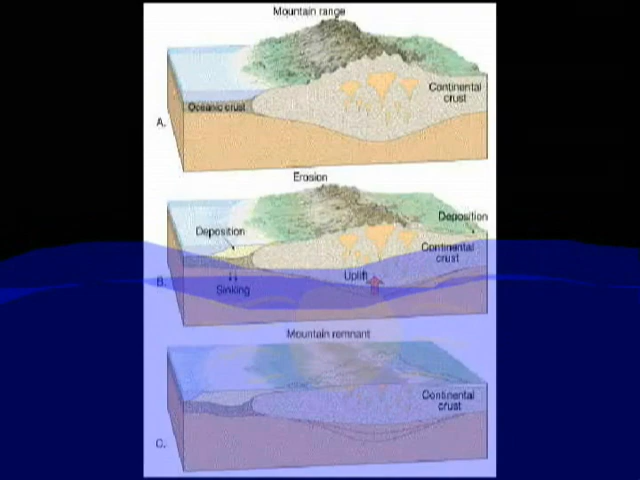 Mountain range
Continental
crust
Oceanic crust
A.
Erosion
Deposition
Deposition
Continental
crust
Uplift
B.
Sinking
Mountain remnant
Continental
crust
C.